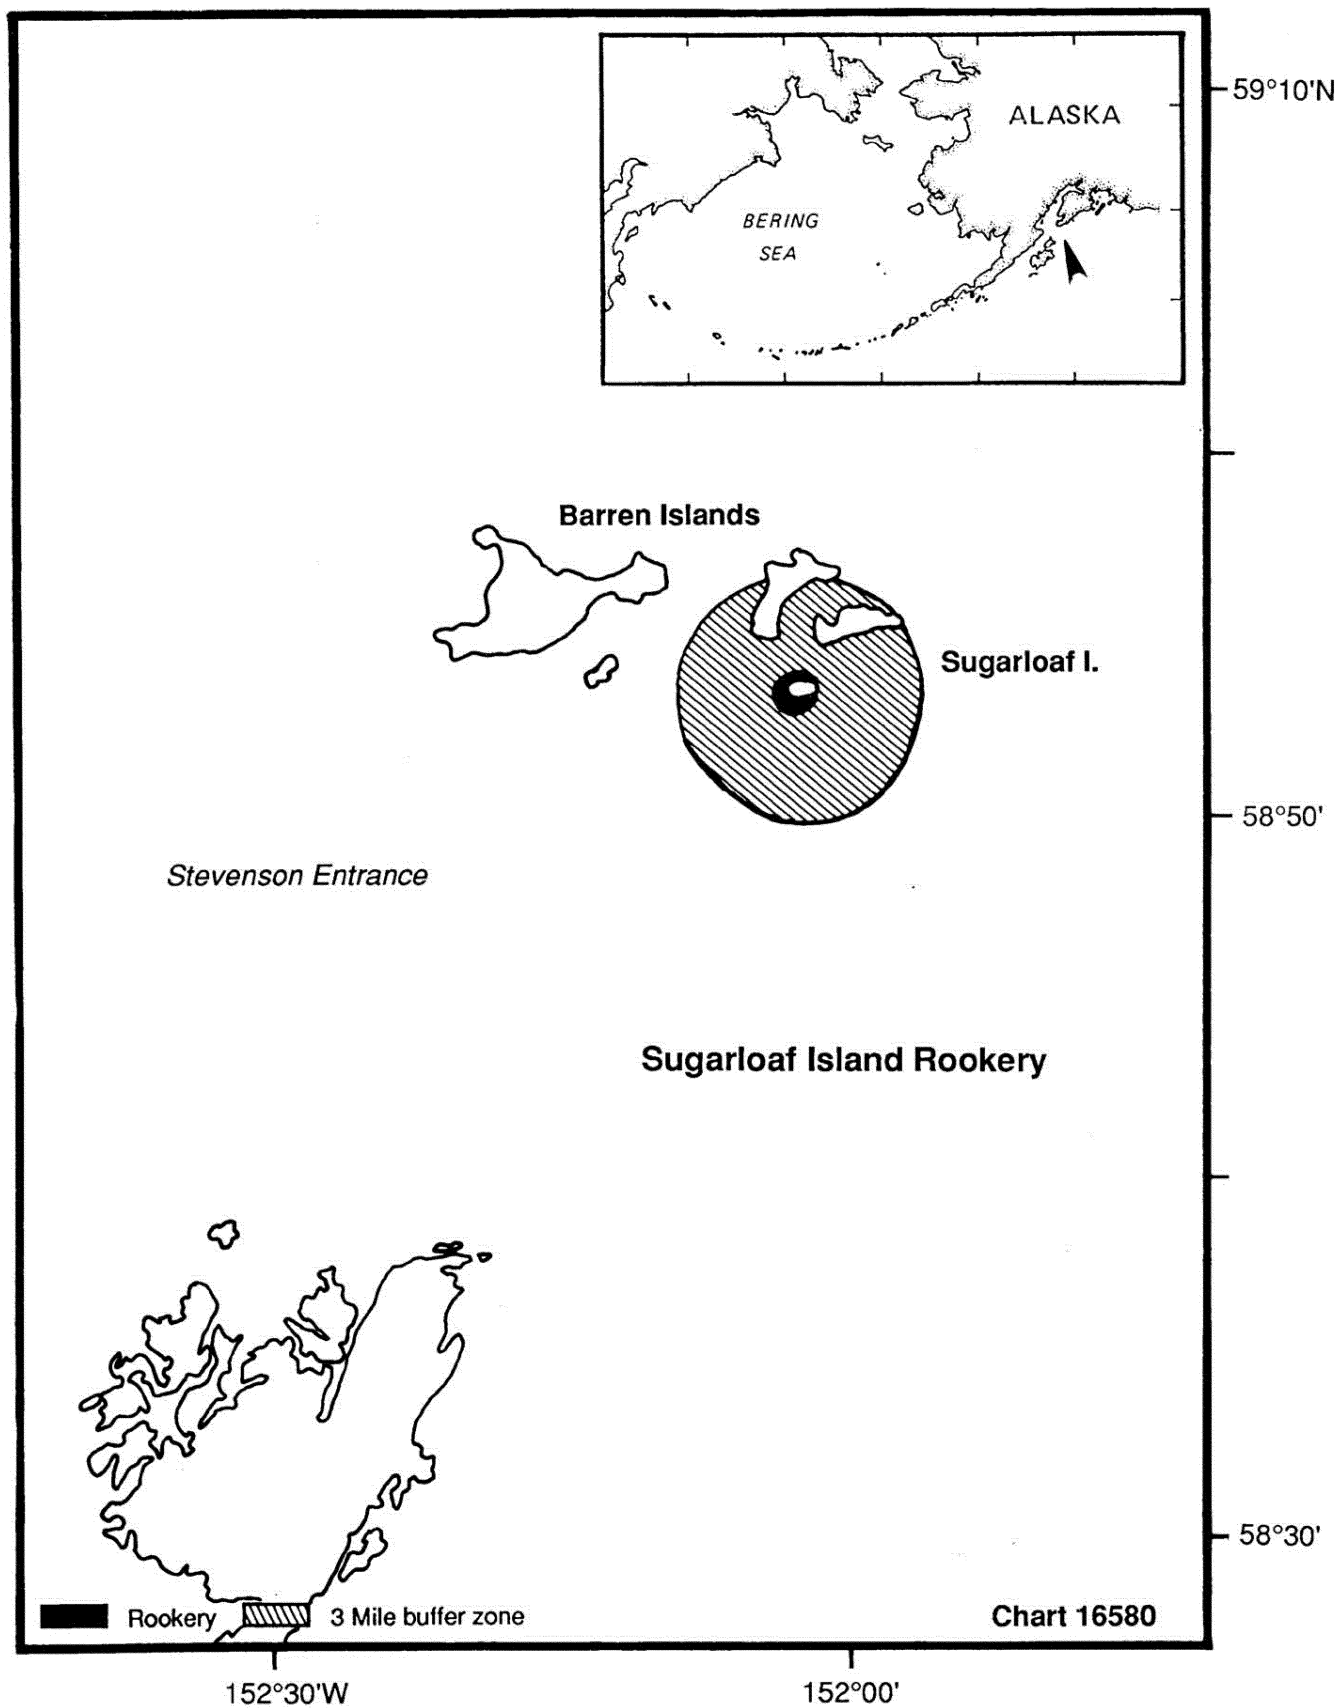 59°10'N
ALASKA
BERING
SEA
Barren Islands
Sugarloaf I.
58°50'
Stevenson Entrance
Sugarloaf Island Rookery
58°30'
Rookery
3 Mile buffer zone
Chart 16580
152°30'W
152°00'